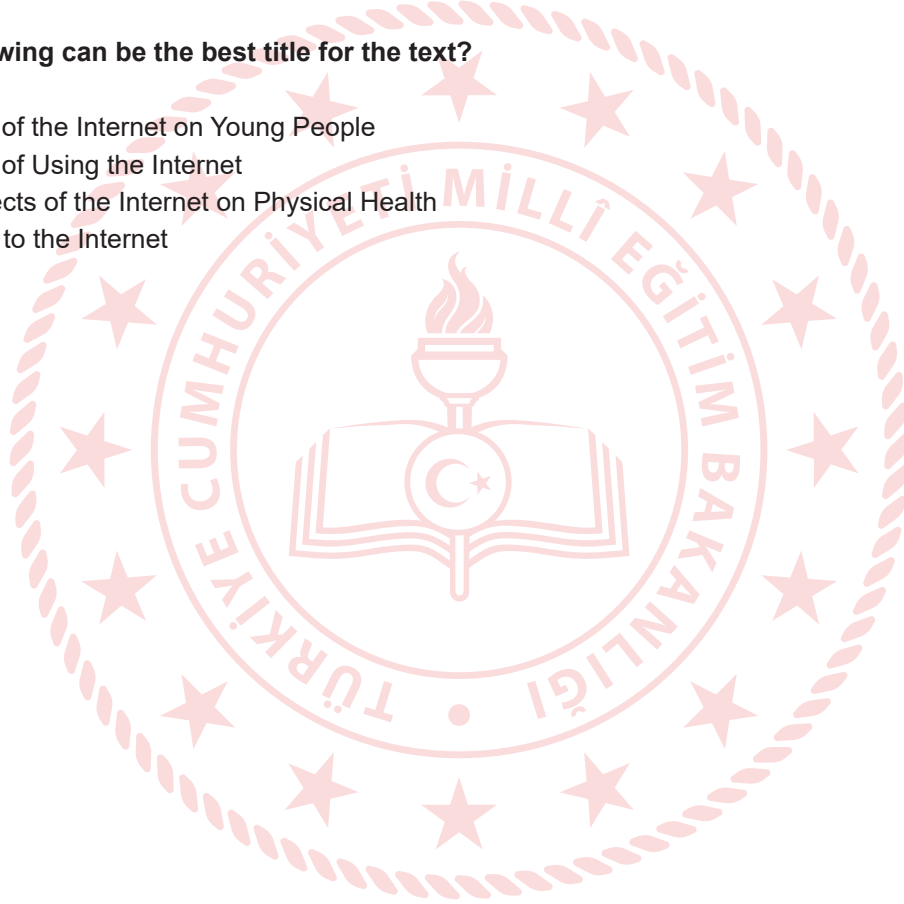 wing can be the best title for the text?
of the Internet on Young People
of Using the Internet
ects of the Internet on Physical Health
to the Internet
TÜRKİYE CUMHURİYETİ MİLLÎ EĞİTİM BAKANLIĞI